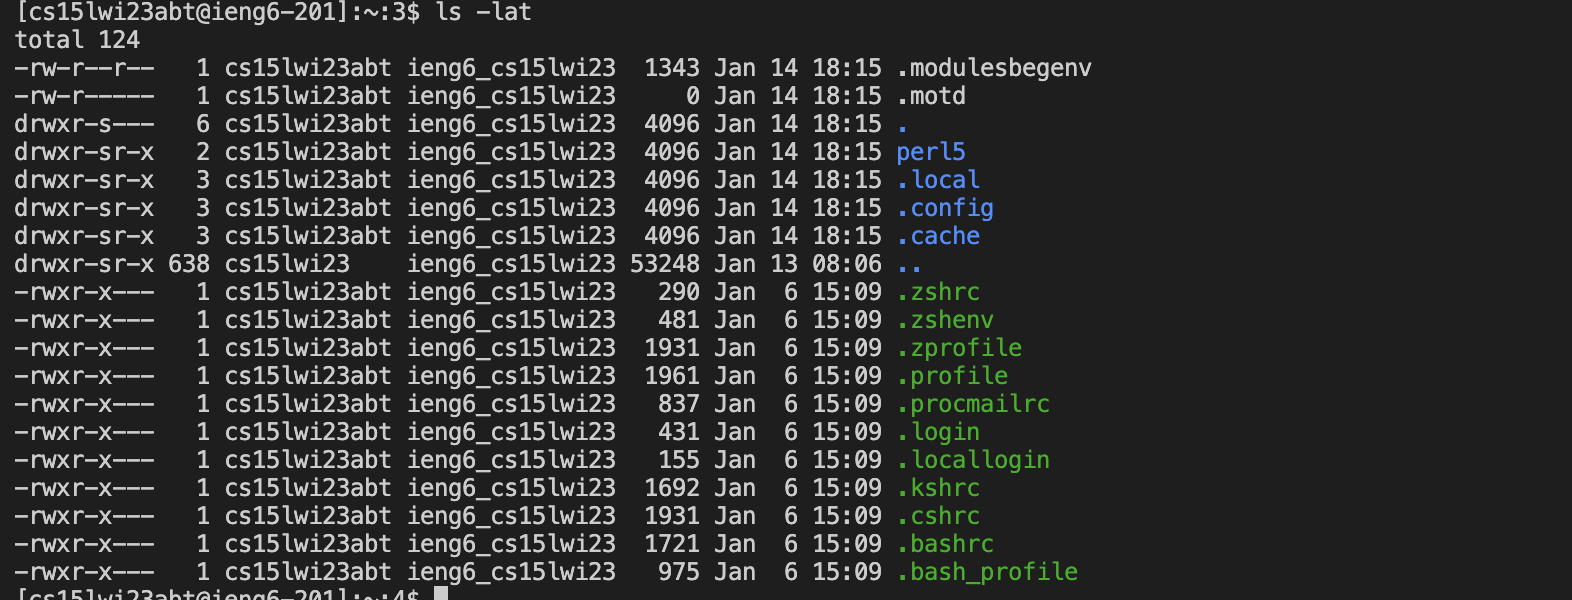 [cs15lwi23abt@ieng6-201]:~:3$ ls -lat
total 124
-rw-r--r--   1 cs15lwi23abt ieng6_cs15lwi23  1343 Jan 14 18:15 .modulesbegenv
-rw-r-----   1 cs15lwi23abt ieng6_cs15lwi23     0 Jan 14 18:15 .motd
drwxr-s---   6 cs15lwi23abt ieng6_cs15lwi23  4096 Jan 14 18:15 .
drwxr-sr-x   2 cs15lwi23abt ieng6_cs15lwi23  4096 Jan 14 18:15 perl5
drwxr-sr-x   3 cs15lwi23abt ieng6_cs15lwi23  4096 Jan 14 18:15 .local
drwxr-sr-x   3 cs15lwi23abt ieng6_cs15lwi23  4096 Jan 14 18:15 .config
drwxr-sr-x   3 cs15lwi23abt ieng6_cs15lwi23  4096 Jan 14 18:15 .cache
drwxr-sr-x 638 cs15lwi23    ieng6_cs15lwi23 53248 Jan 13 08:06 ..
-rwxr-x---   1 cs15lwi23abt ieng6_cs15lwi23   290 Jan  6 15:09 .zshrc
-rwxr-x---   1 cs15lwi23abt ieng6_cs15lwi23   481 Jan  6 15:09 .zshenv
-rwxr-x---   1 cs15lwi23abt ieng6_cs15lwi23  1931 Jan  6 15:09 .zprofile
-rwxr-x---   1 cs15lwi23abt ieng6_cs15lwi23  1961 Jan  6 15:09 .profile
-rwxr-x---   1 cs15lwi23abt ieng6_cs15lwi23   837 Jan  6 15:09 .procmailrc
-rwxr-x---   1 cs15lwi23abt ieng6_cs15lwi23   431 Jan  6 15:09 .login
-rwxr-x---   1 cs15lwi23abt ieng6_cs15lwi23   155 Jan  6 15:09 .locallogin
-rwxr-x---   1 cs15lwi23abt ieng6_cs15lwi23  1692 Jan  6 15:09 .kshrc
-rwxr-x---   1 cs15lwi23abt ieng6_cs15lwi23  1931 Jan  6 15:09 .cshrc
-rwxr-x---   1 cs15lwi23abt ieng6_cs15lwi23  1721 Jan  6 15:09 .bashrc
-rwxr-x---   1 cs15lwi23abt ieng6_cs15lwi23   975 Jan  6 15:09 .bash_profile
[cs15lwi23abt@ieng6-201]:~:4$